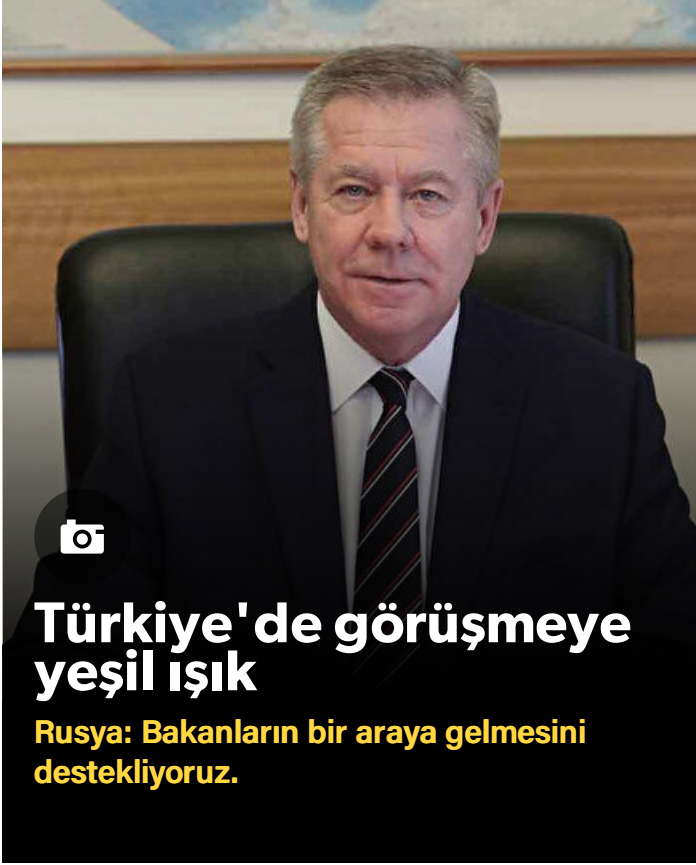 Türkiye'de görüşmeye
yeşil ışık
Rusya: Bakanların bir araya gelmesini
destekliyoruz.